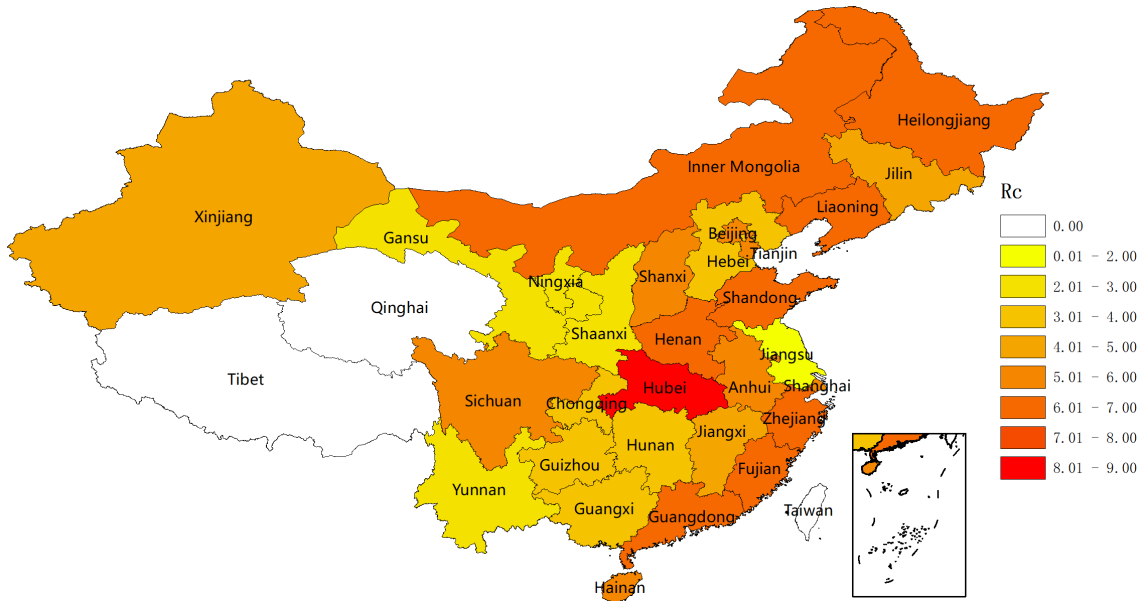 Heilongjiang
Inner Mongolia
Jilin
Rc
Liaoning
Xinjiang
0.00
Beijing
Gansu
Tianjin
0.01 - 2.00
Hebei
Shanxi
Ningxia
2.01 - 3.00
Shandong
Qinghai
3.01 - 4.00
Shaanxi
Henan
4.01 - 5.00
Jiangsu
Tibet
Hubei
Anhui
Shanghai
5.01 - 6.00
Sichuan
Chongqing
6.01 - 7.00
Zhejiang
Jiangxi
7.01 - 8.00
Hunan
Guizhou
Fujian
8.01 - 9.00
Yunnan
Guangxi
Guangdong
Taiwan
Hainan